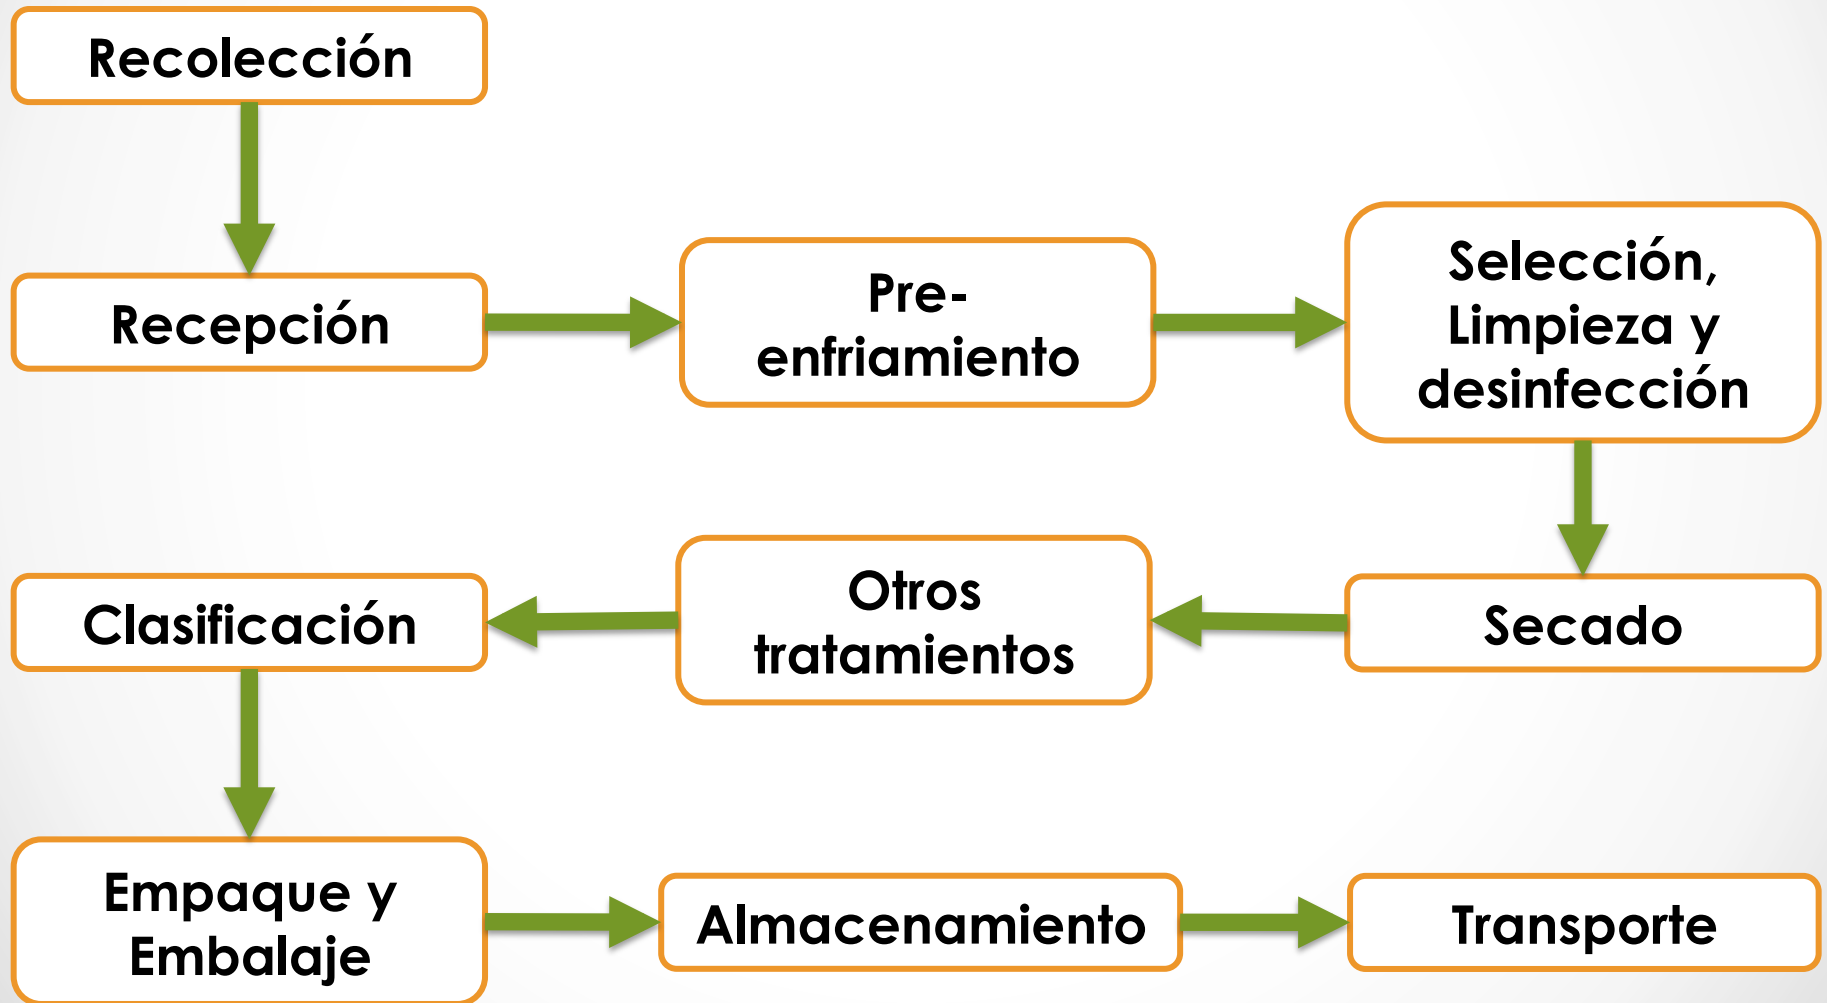 Recolección
Recepción
Pre-
enfriamiento
Selección,
Limpieza y
desinfección
Secado
Otros
tratamientos
Clasificación
Empaque y
Embalaje
Almacenamiento
Transporte